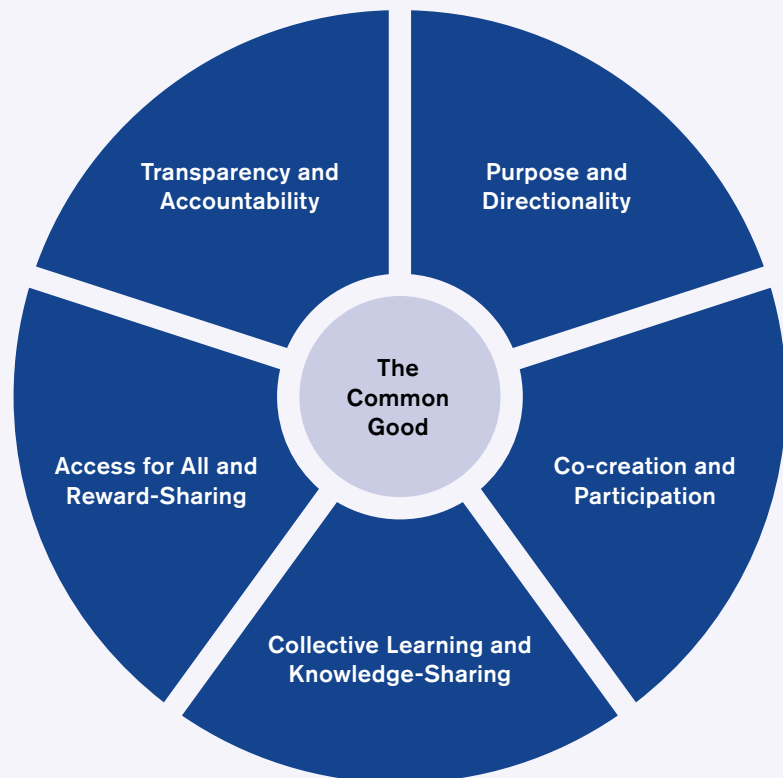 Transparency and
Accountability
Purpose and
Directionality
The
Common
Good
Access for All and
Reward-Sharing
Co-creation and
Participation
Collective Learning and
Knowledge-Sharing